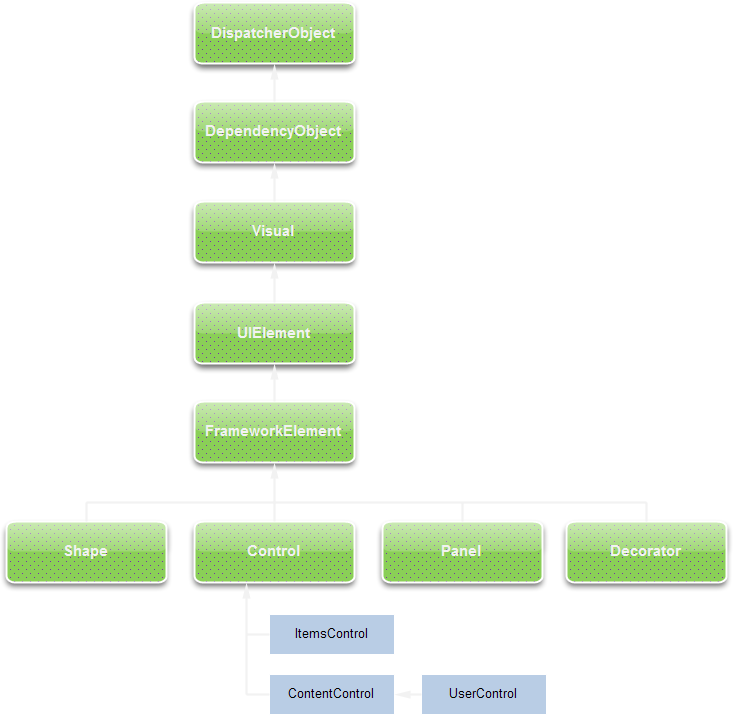 DispatcherObject
DependencyObject
Visual
UIElement
FrameworkElement
Shape
Control
Panel
Decorator
ItemsControl
ContentControl
UserControl